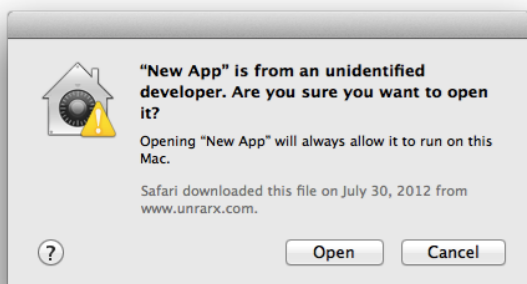 “New App” is from an unidentified
developer. Are you sure you want to open
it?
Opening “New App” will always allow it to run on this
Mac.
Safari downloaded this file on July 30, 2012 from
www.unrarx.com.
?
Open
Cancel